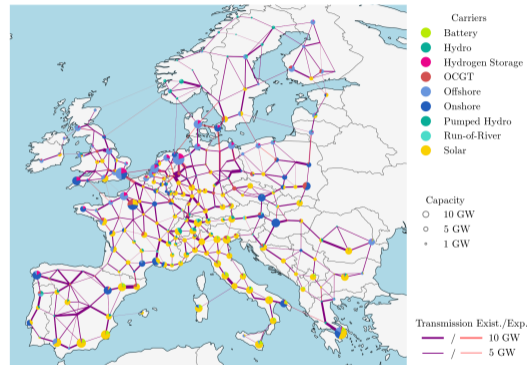 Carriers
Battery
Hydro
Hydrogen Storage
OCGT
Offshore
Onshore
Pumped Hydro
Run-of-River
Solar
Capacity
10 GW
5 GW
1 GW
Transmission Exist./Exp.
/ 10 GW
/ 5 GW